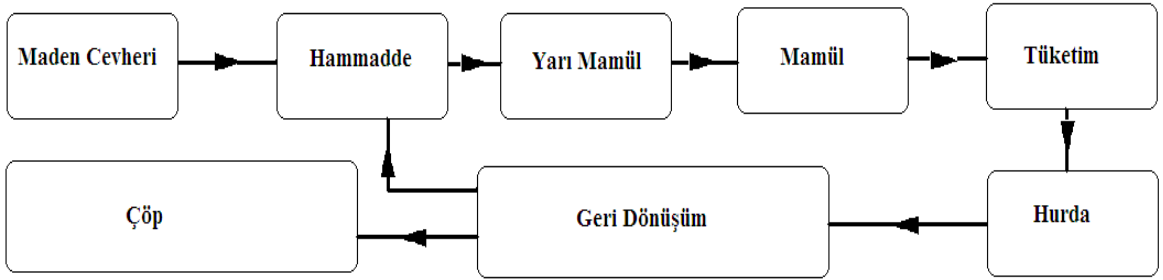 Maden Cevheri
Hammadde
Yarı Mamül
Mamül
Tüketim
Çöp
Geri Dönüşüm
Hurda